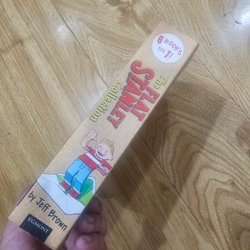 6 BOOKS
IN 1!
The
FLAT
STANLEY
collection
by Jeff Brown
EGMONT